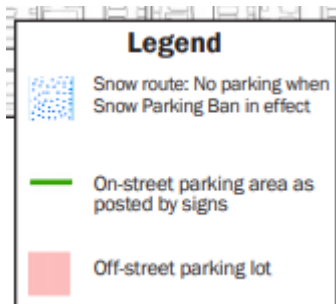 Legend
Snow route: No parking when
Snow Parking Ban in effect
On-street parking area as
posted by signs
Off-street parking lot